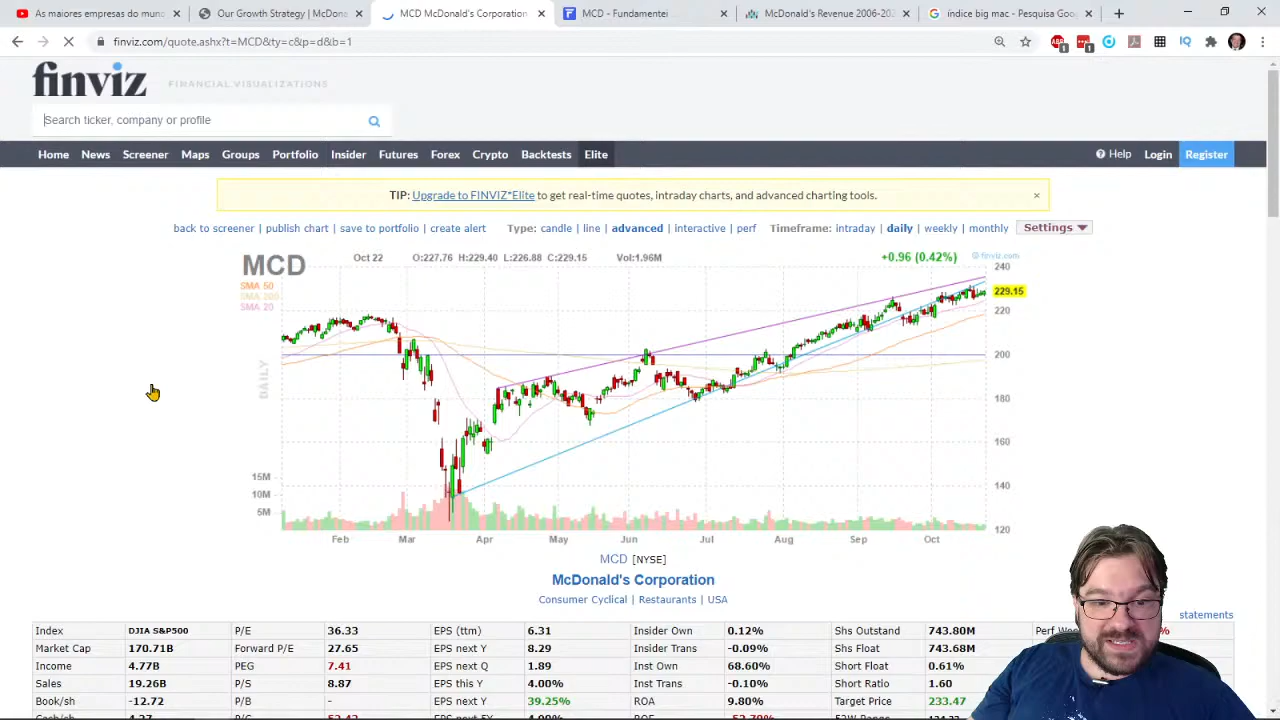 As maiores empresas do mund
Our Growth Strategy | McDonald's
MCD McDonald's Corporation
MCD - Fundamentei
McDonald's Revenue 2006-202
índice big mac - Pesquisa Goog
finviz.com/quote.ashx?t=MCD&ty=c&p=d&b=1
finviz FINANCIAL VISUALIZATIONS
Search ticker, company or profile
Home News Screener Maps Groups Portfolio Insider Futures Forex Crypto Backtests Elite Help Login Register
TIP: Upgrade to FINVIZ*Elite to get real-time quotes, intraday charts, and advanced charting tools. ×
back to screener | publish chart | save to portfolio | create alert Type: candle | line | advanced | interactive | perf Timeframe: intraday | daily | weekly | monthly Settings
MCD Oct 22 O:227.76 H:229.40 L:226.88 C:229.15 Vol:1.96M +0.96 (0.42%) © finviz.com
SMA 50
SMA 200
SMA 20
DAILY
240
229.15
220
200
180
160
140
120
15M
10M
5M
Feb Mar Apr May Jun Jul Aug Sep Oct
MCD [NYSE]
McDonald's Corporation
Consumer Cyclical | Restaurants | USA
statements
Index DJIA S&P500 P/E 36.33 EPS (ttm) 6.31 Insider Own 0.12% Shs Outstand 743.80M Perf %
Market Cap 170.71B Forward P/E 27.65 EPS next Y 8.29 Insider Trans -0.09% Shs Float 743.68M
Income 4.77B PEG 7.41 EPS next Q 1.89 Inst Own 68.60% Short Float 0.61%
Sales 19.26B P/S 8.87 EPS this Y 4.00% Inst Trans -0.10% Short Ratio 1.60
Book/sh -12.72 P/B - EPS next Y 39.25% ROA 9.80% Target Price 233.47